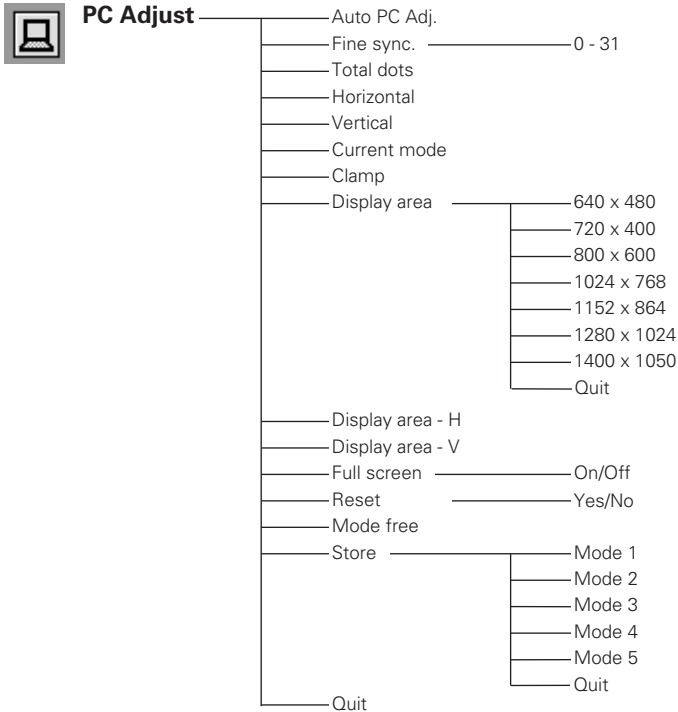 PC Adjust
Auto PC Adj.
Fine sync. 0 - 31
Total dots
Horizontal
Vertical
Current mode
Clamp
Display area 640 x 480
720 x 400
800 x 600
1024 x 768
1152 x 864
1280 x 1024
1400 x 1050
Quit
Display area - H
Display area - V
Full screen On/Off
Reset Yes/No
Mode free
Store Mode 1
Mode 2
Mode 3
Mode 4
Mode 5
Quit
Quit